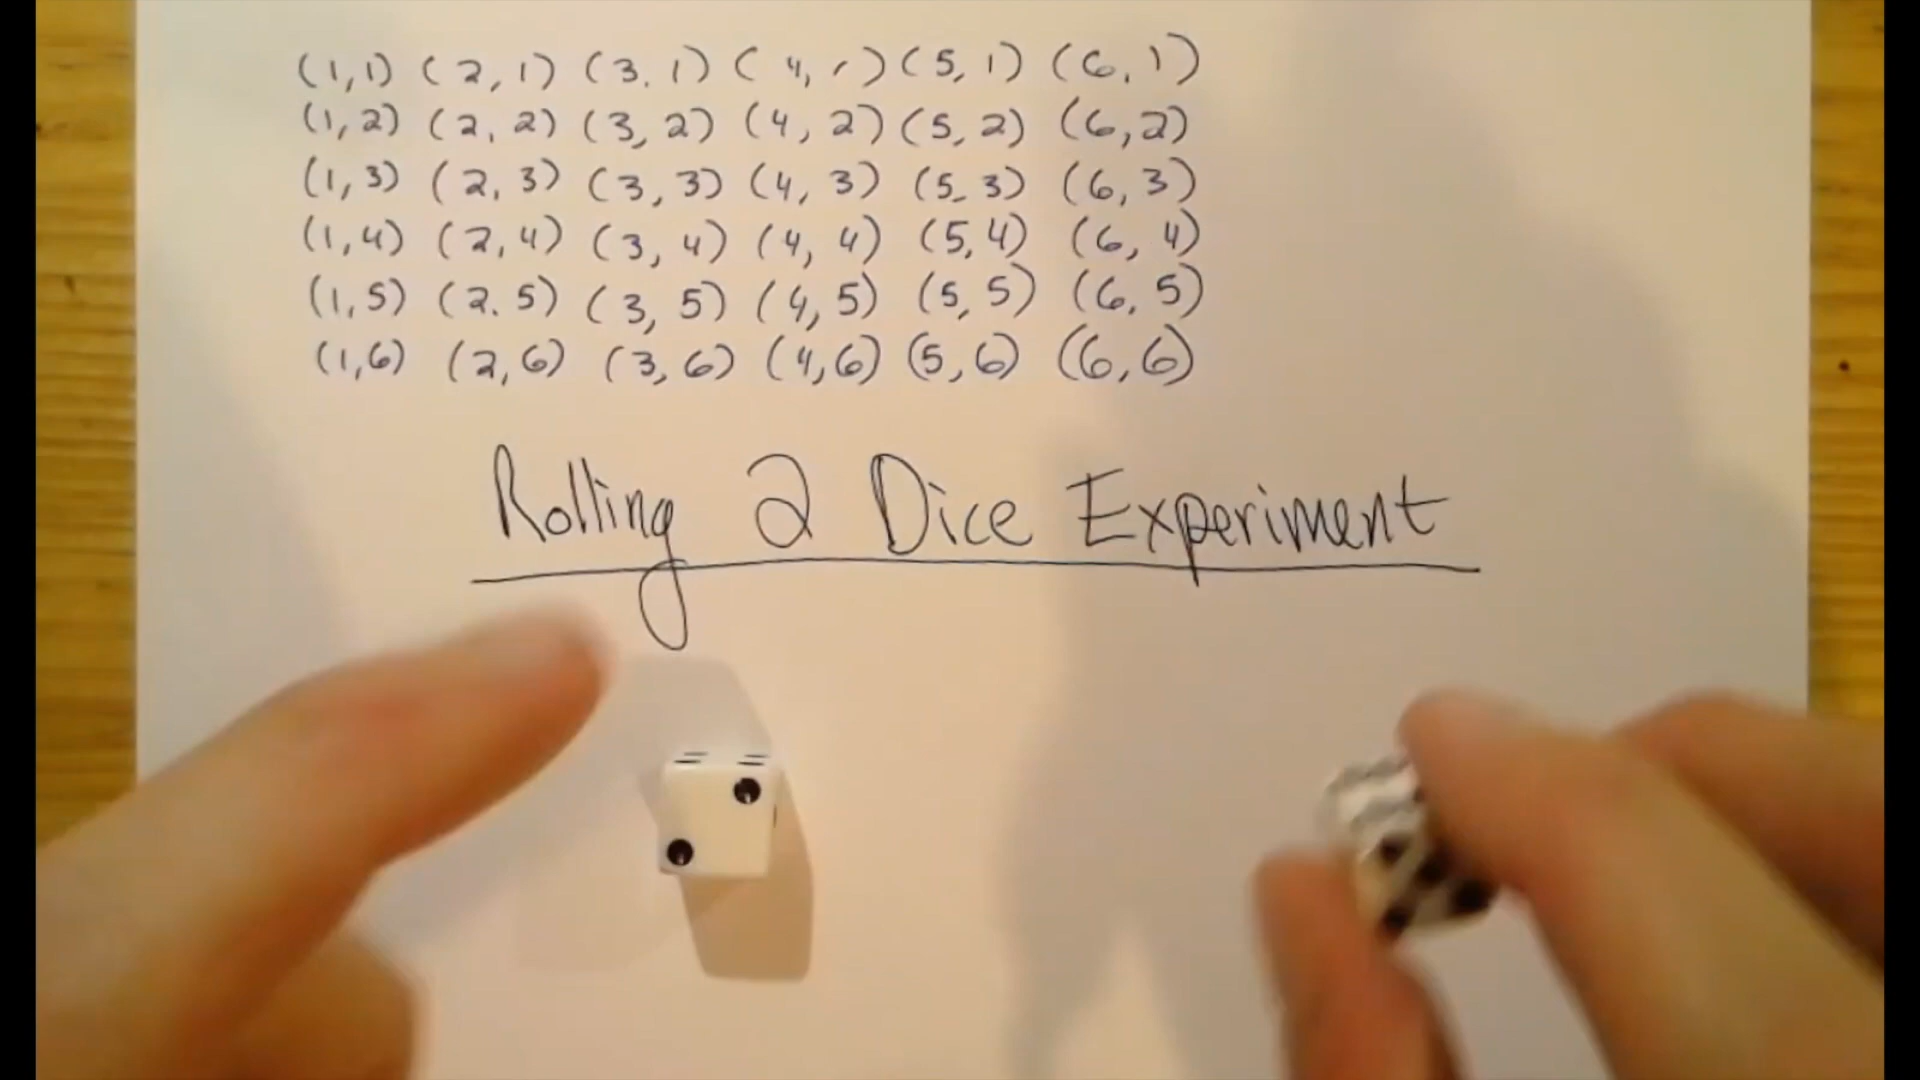 (1,1) (2,1) (3.1) (4,1) (5,1) (6,1)
(1,2) (2,2) (3,2) (4,2) (5,2) (6,2)
(1,3) (2,3) (3,3) (4,3) (5,3) (6,3)
(1,4) (2,4) (3,4) (4,4) (5,4) (6,4)
(1,5) (2.5) (3,5) (4,5) (5,5) (6,5)
(1,6) (2,6) (3,6) (4,6) (5,6) (6,6)
Rolling 2 Dice Experiment